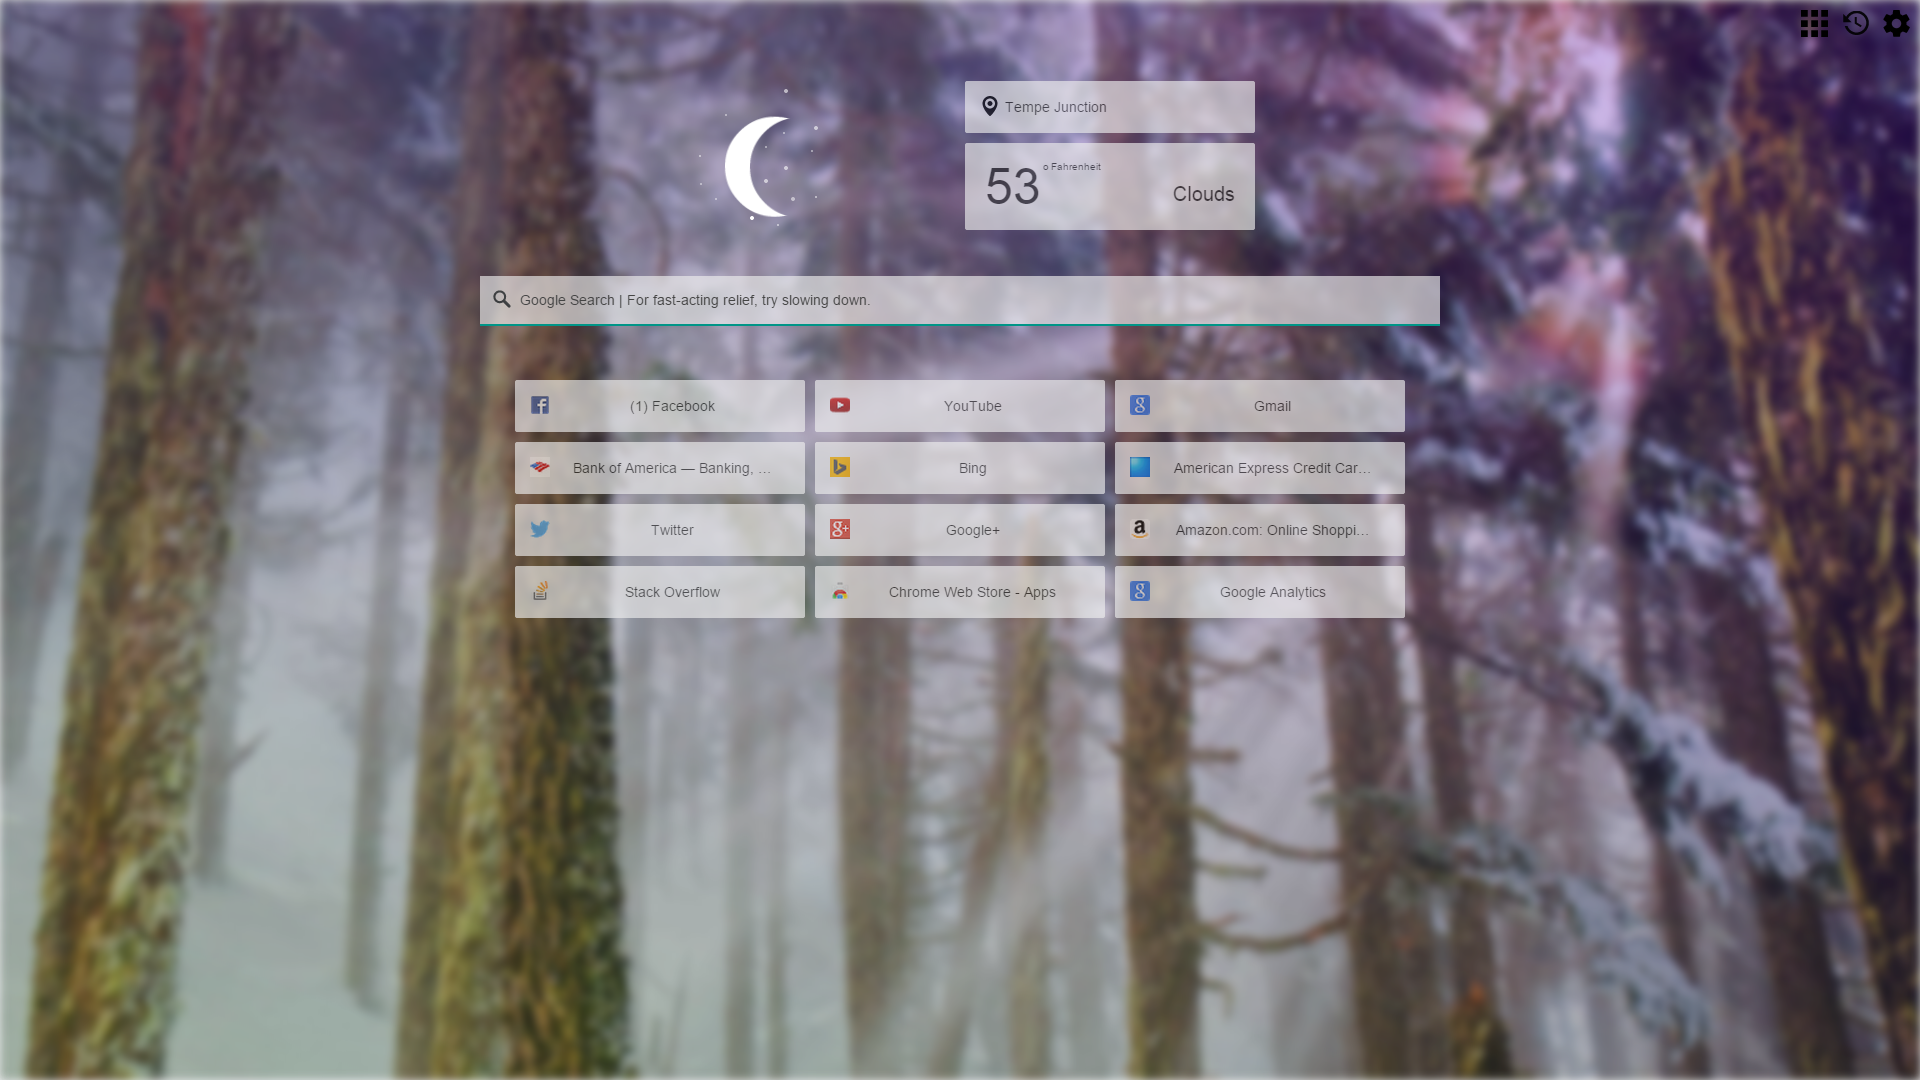 Tempe Junction
53 o Fahrenheit
Clouds
Google Search | For fast-acting relief, try slowing down.
(1) Facebook
YouTube
Gmail
Bank of America — Banking, ...
Bing
American Express Credit Car...
Twitter
Google+
Amazon.com: Online Shoppi...
Stack Overflow
Chrome Web Store - Apps
Google Analytics